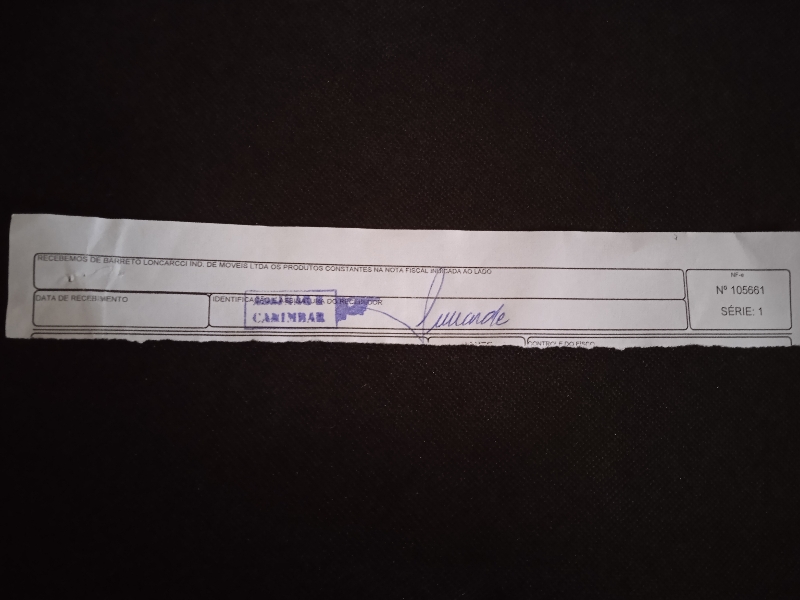 RECEBEMOS DE BARRETO LONCARCCI IND. DE MOVEIS LTDA OS PRODUTOS CONSTANTES NA NOTA FISCAL INDICADA AO LADO
NF-e
Nº 105661
SÉRIE: 1
DATA DE RECEBIMENTO
IDENTIFICAÇÃO E ASSINATURA DO RECEBEDOR
CARIMBAR
CONTROLE DO FISCO